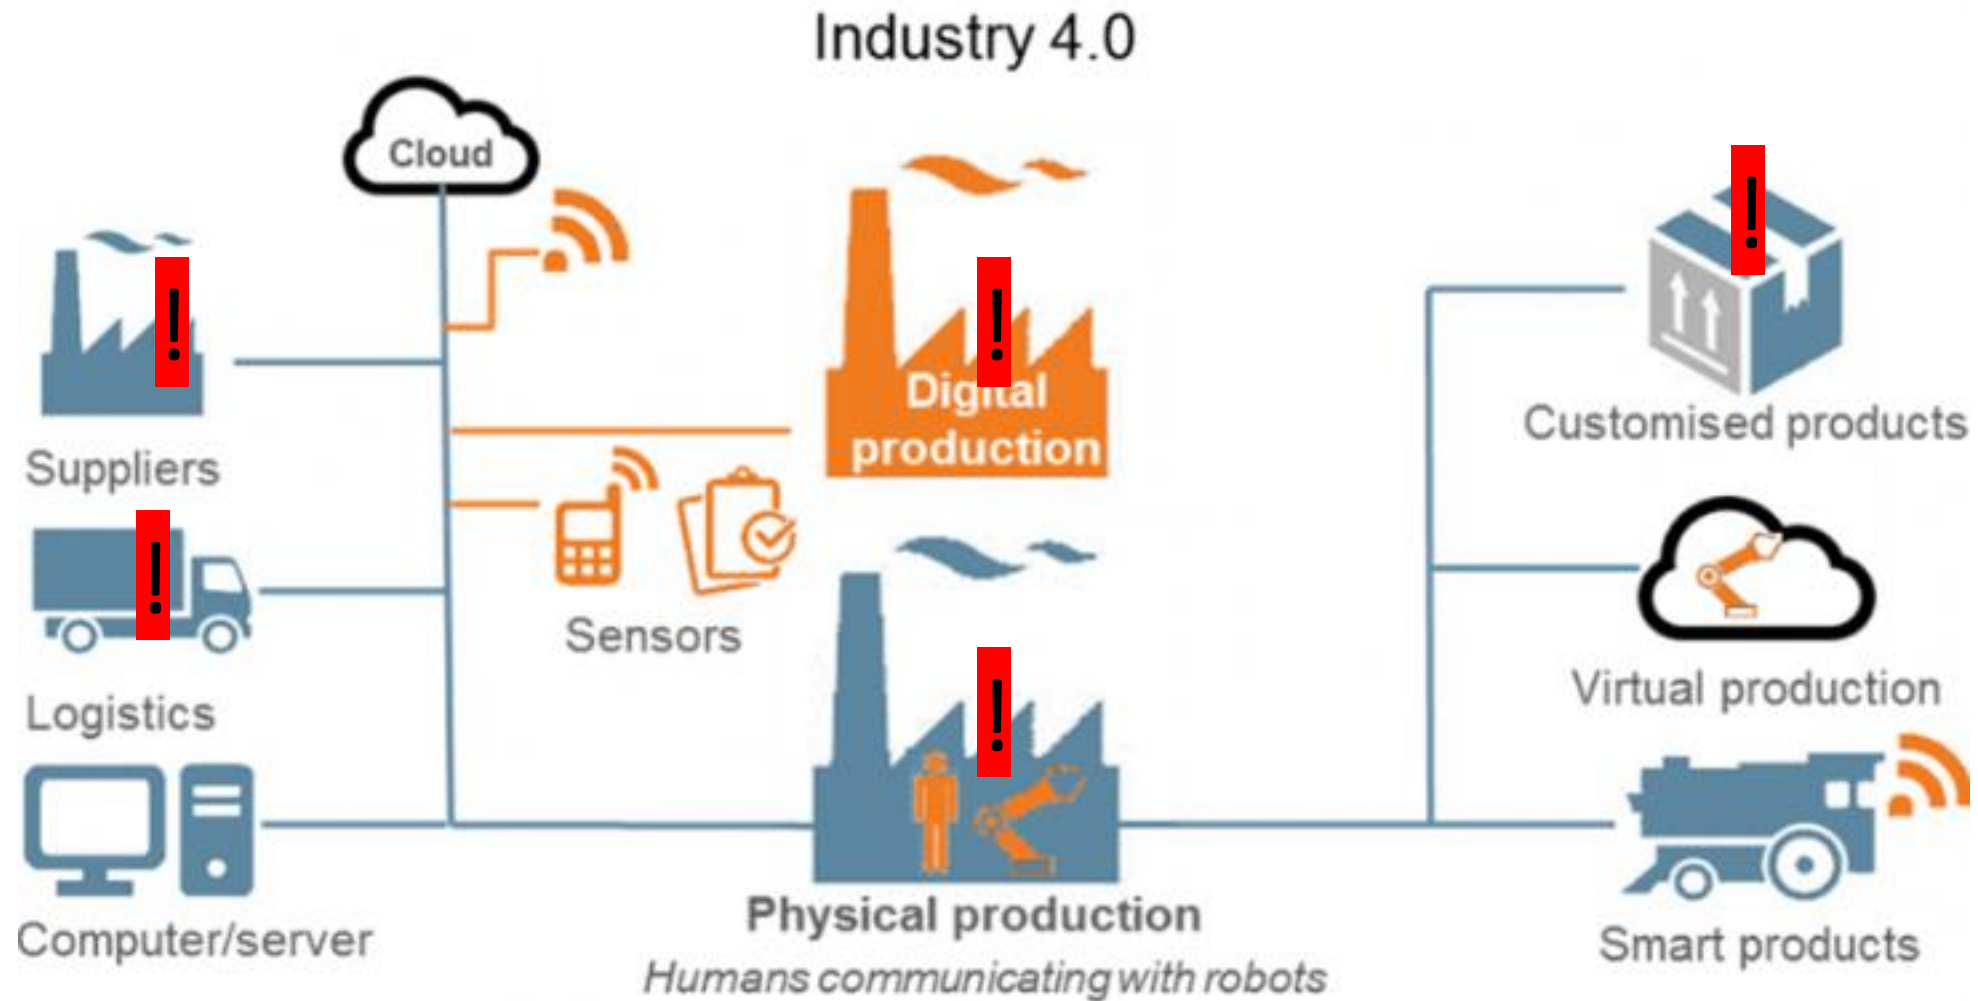 Industry 4.0
Cloud
!
!
!
Digital
production
Customised products
Suppliers
!
Sensors
!
Virtual production
Logistics
Physical production
Computer/server
Smart products
Humans communicating with robots